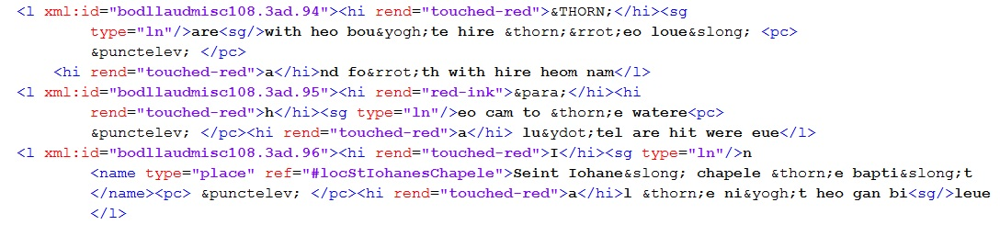 <l xml:id="bodllaudmisc108.3ad.94"><hi rend="touched-red">&THORN;</hi><sg
type="ln"/>are<sg/>with heo bou&yogh;te hire &thorn;&rrot;eo loue&slong; <pc>
&punctelev; </pc>
<hi rend="touched-red">a</hi>nd fo&rrot;th with hire heom nam</l>
<l xml:id="bodllaudmisc108.3ad.95"><hi rend="red-ink">&para;</hi><hi
rend="touched-red">h</hi><sg type="ln"/>eo cam to &thorn;e watere<pc>
&punctelev; </pc><hi rend="touched-red">a</hi> lu&ydot;tel are hit were eue</l>
<l xml:id="bodllaudmisc108.3ad.96"><hi rend="touched-red">I</hi><sg type="ln"/>n
<name type="place" ref="#locStIohanesChapele">Seint Iohane&slong; chapele &thorn;e bapti&slong;t
</name><pc> &punctelev; </pc><hi rend="touched-red">a</hi>l &thorn;e ni&yogh;t heo gan bi<sg/>leue
</l>